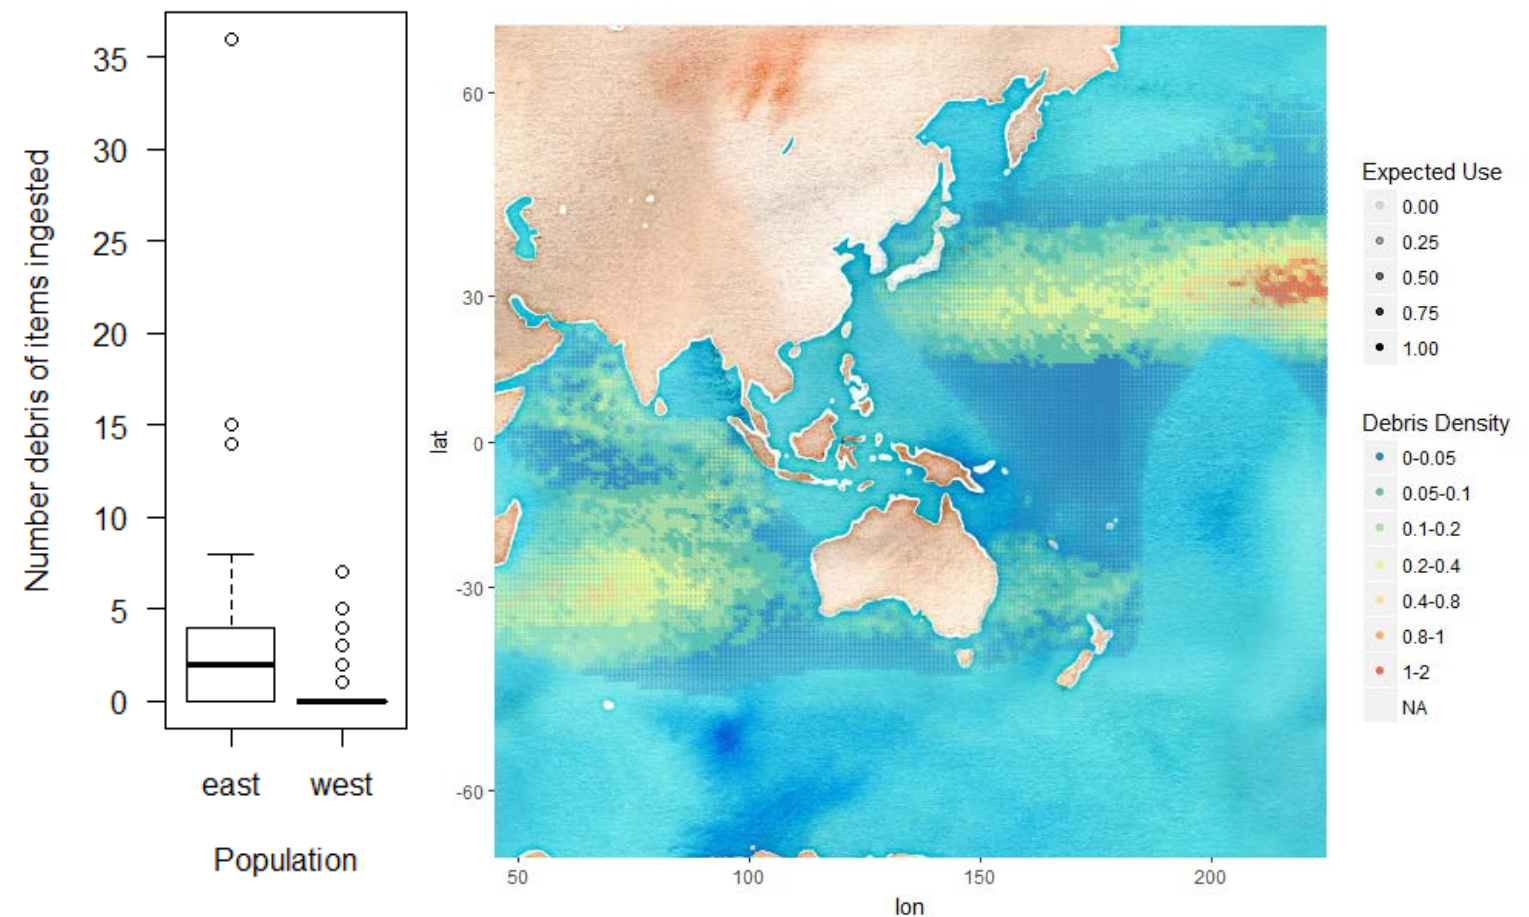 Number debris of items ingested
35
30
25
20
15
10
5
0
east west
Population
lat
60
30
0
-30
-60
50 100 150 200
lon
Expected Use
0.00
0.25
0.50
0.75
1.00
Debris Density
0-0.05
0.05-0.1
0.1-0.2
0.2-0.4
0.4-0.8
0.8-1
1-2
NA